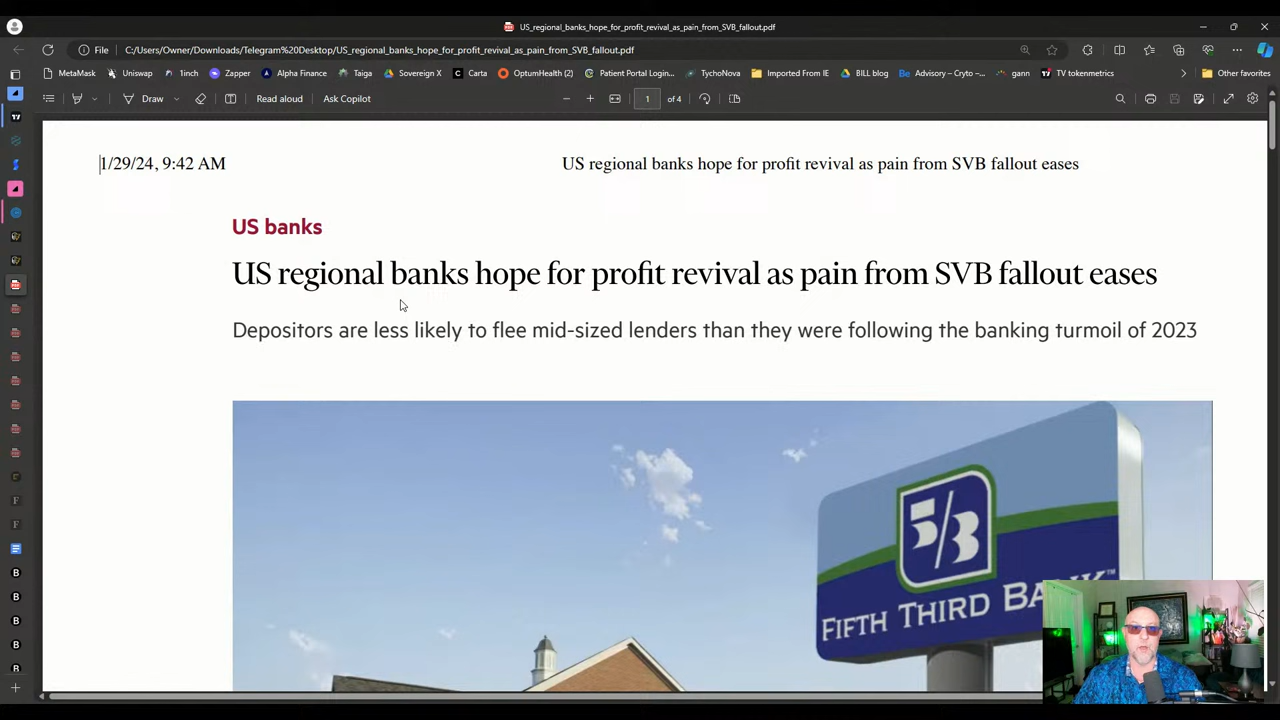 US_regional_banks_hope_for_profit_revival_as_pain_from_SVB_fallout.pdf
File C:/Users/Owner/Downloads/Telegram%20Desktop/US_regional_banks_hope_for_profit_revival_as_pain_from_SVB_fallout.pdf
MetaMask Uniswap 1inch Zapper Alpha Finance Taiga Sovereign X Carta OptumHealth (2) Patient Portal Login... TychoNova Imported From IE BILL blog Advisory – Cryto –... gann TV tokenmetrics Other favorites
Draw Read aloud Ask Copilot 1 of 4
1/29/24, 9:42 AM US regional banks hope for profit revival as pain from SVB fallout eases
US banks
US regional banks hope for profit revival as pain from SVB fallout eases
Depositors are less likely to flee mid-sized lenders than they were following the banking turmoil of 2023
5/3
FIFTH THIRD